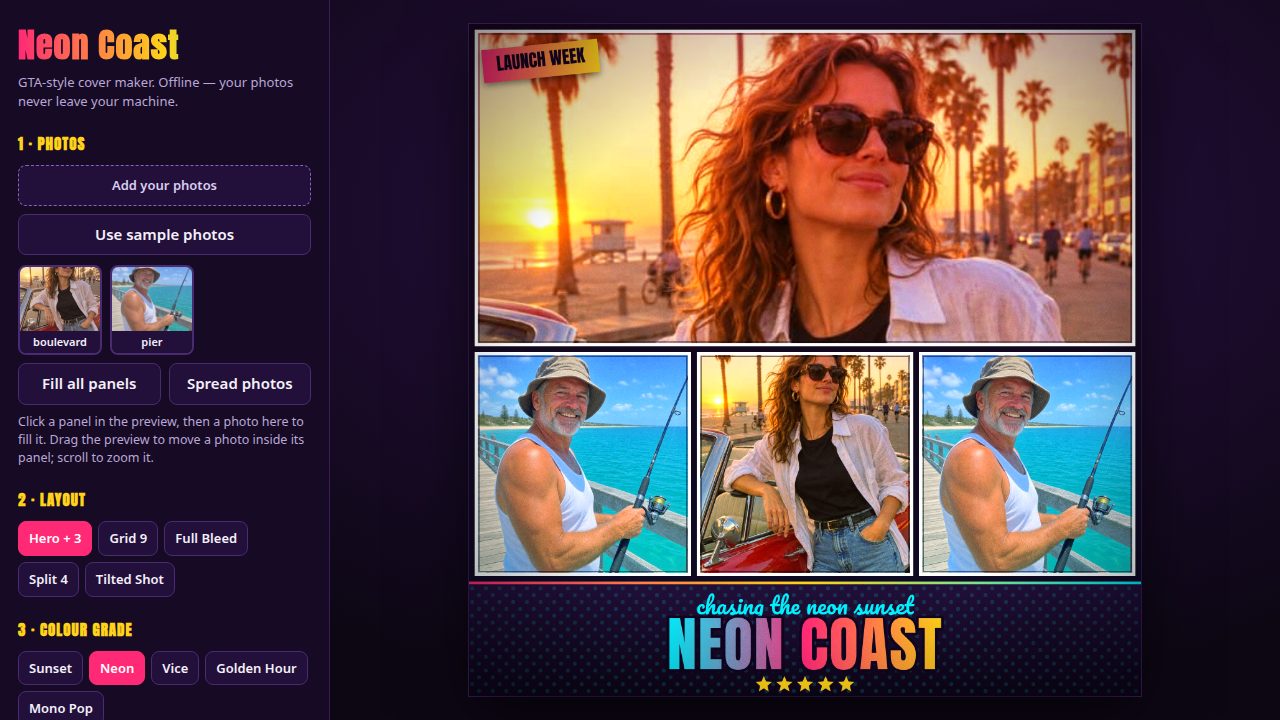 Neon Coast
GTA-style cover maker. Offline — your photos
never leave your machine.
1 · PHOTOS
Add your photos
Use sample photos
boulevard
pier
Fill all panels
Spread photos
Click a panel in the preview, then a photo here to
fill it. Drag the preview to move a photo inside its
panel; scroll to zoom it.
2 · LAYOUT
Hero + 3
Grid 9
Full Bleed
Split 4
Tilted Shot
3 · COLOUR GRADE
Sunset
Neon
Vice
Golden Hour
Mono Pop
LAUNCH WEEK
chasing the neon sunset
NEON COAST